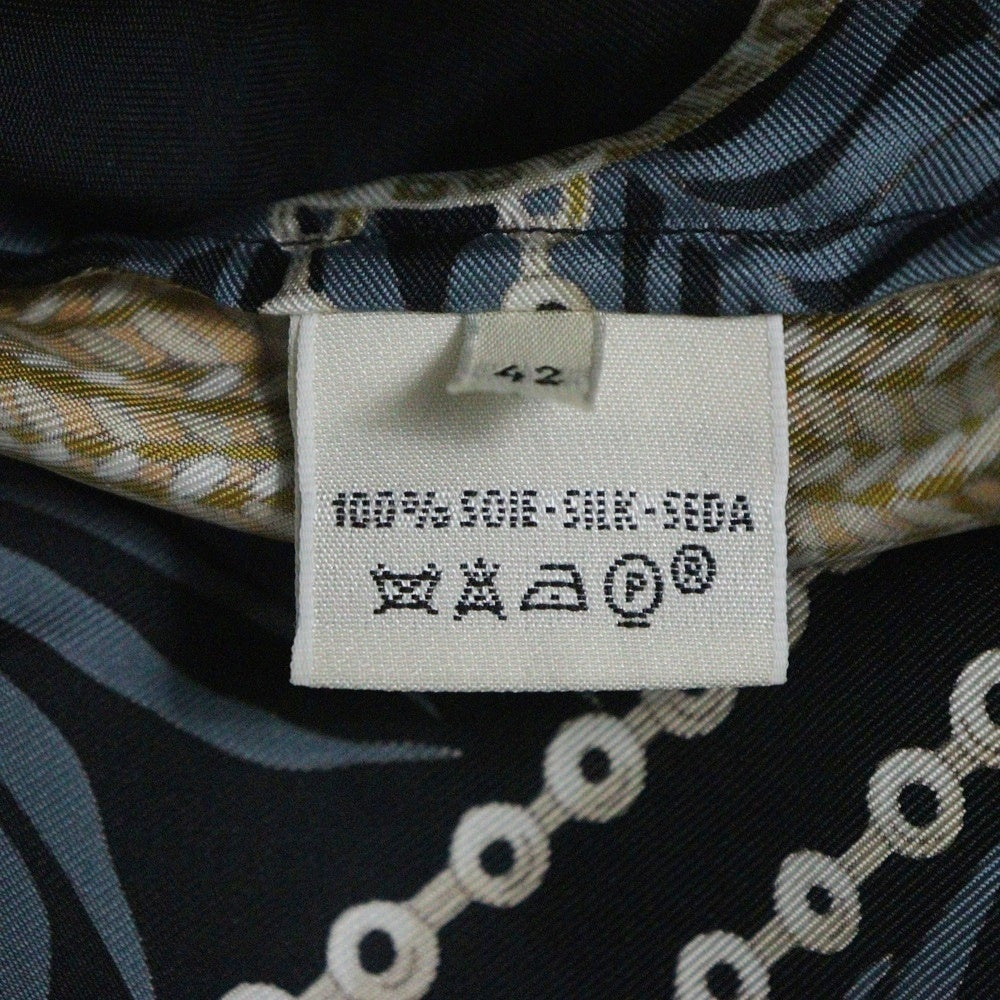 42
100% SOIE · SILK · SEDA
P ®